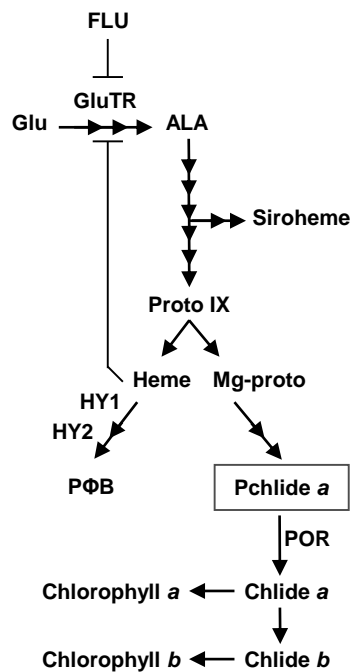 FLU
GluTR
Glu ALA
Siroheme
Proto IX
Heme Mg-proto
HY1
HY2
PΦB Pchlide a
POR
Chlorophyll a Chlide a
Chlorophyll b Chlide b